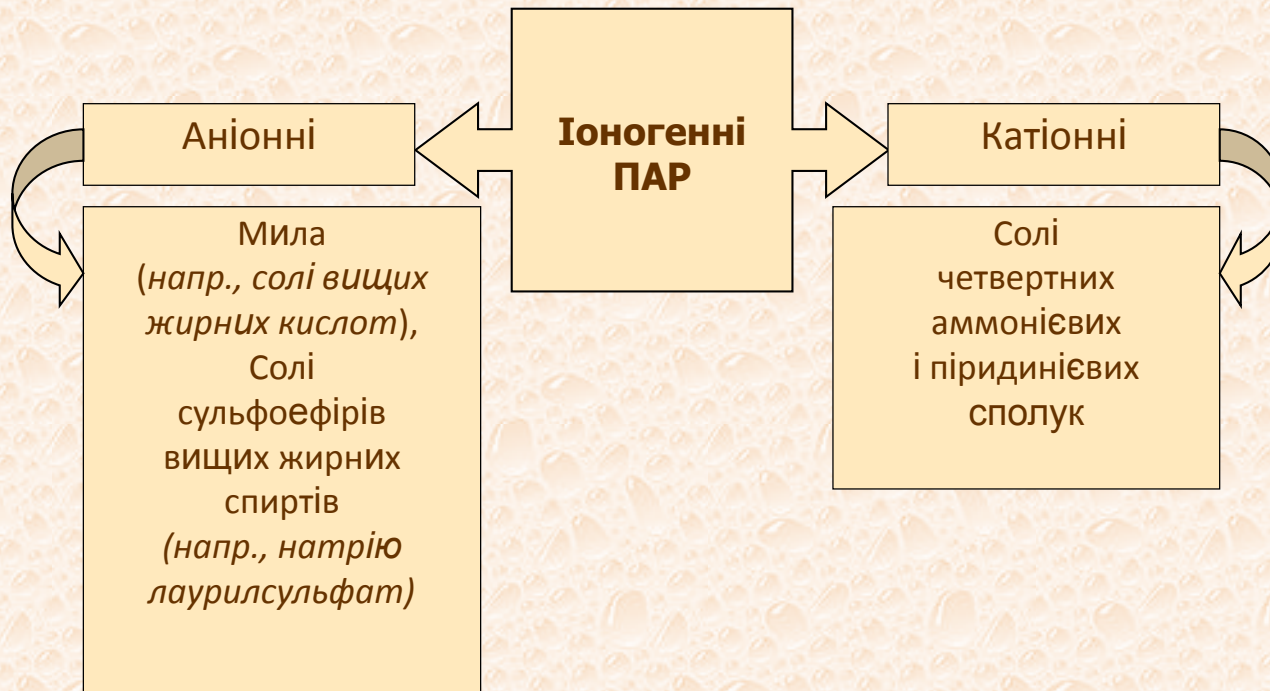 Іоногенні
ПАР
Аніонні
Катіонні
Мила
(напр., солі вищих
жирних кислот),
Солі
сульфоефірів
вищих жирних
спиртів
(напр., натрію
лаурилсульфат)
Солі
четвертних
аммонієвих
і піридинієвих
сполук